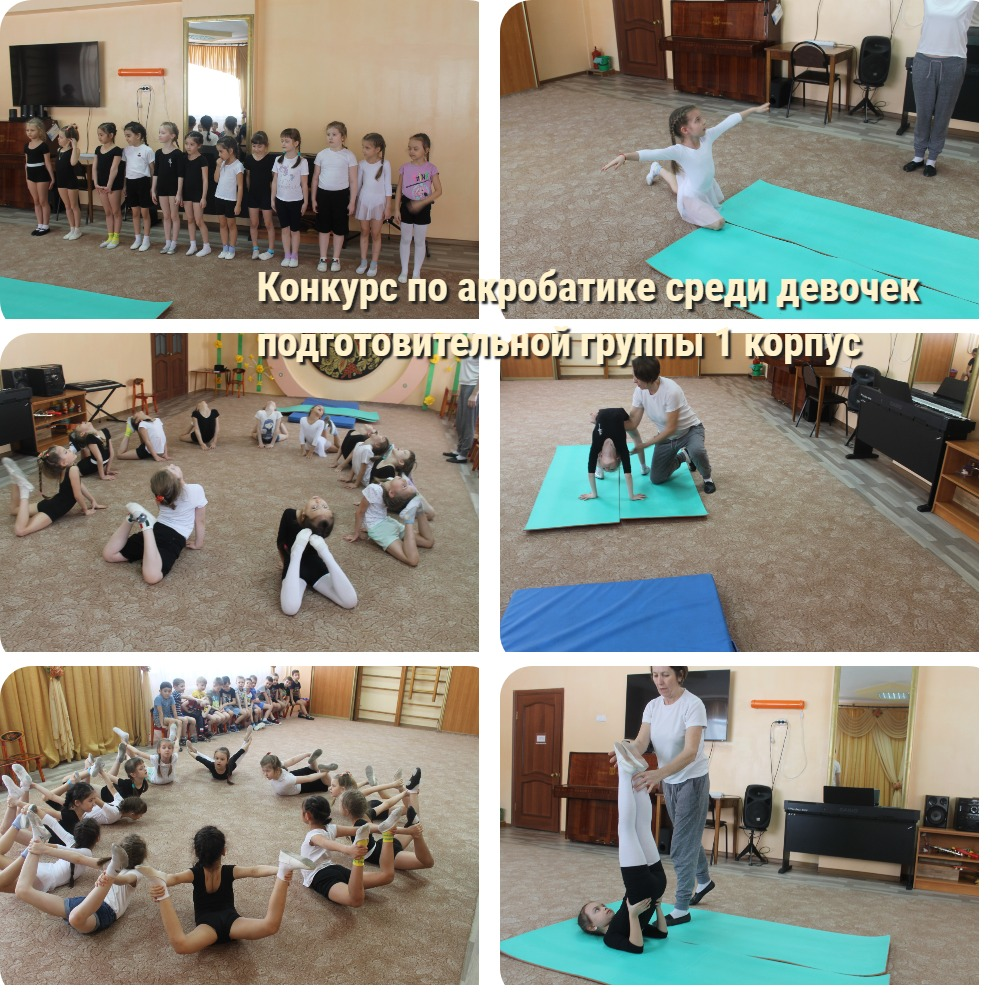 Конкурс по акробатике среди девочек
подготовительной группы 1 корпус